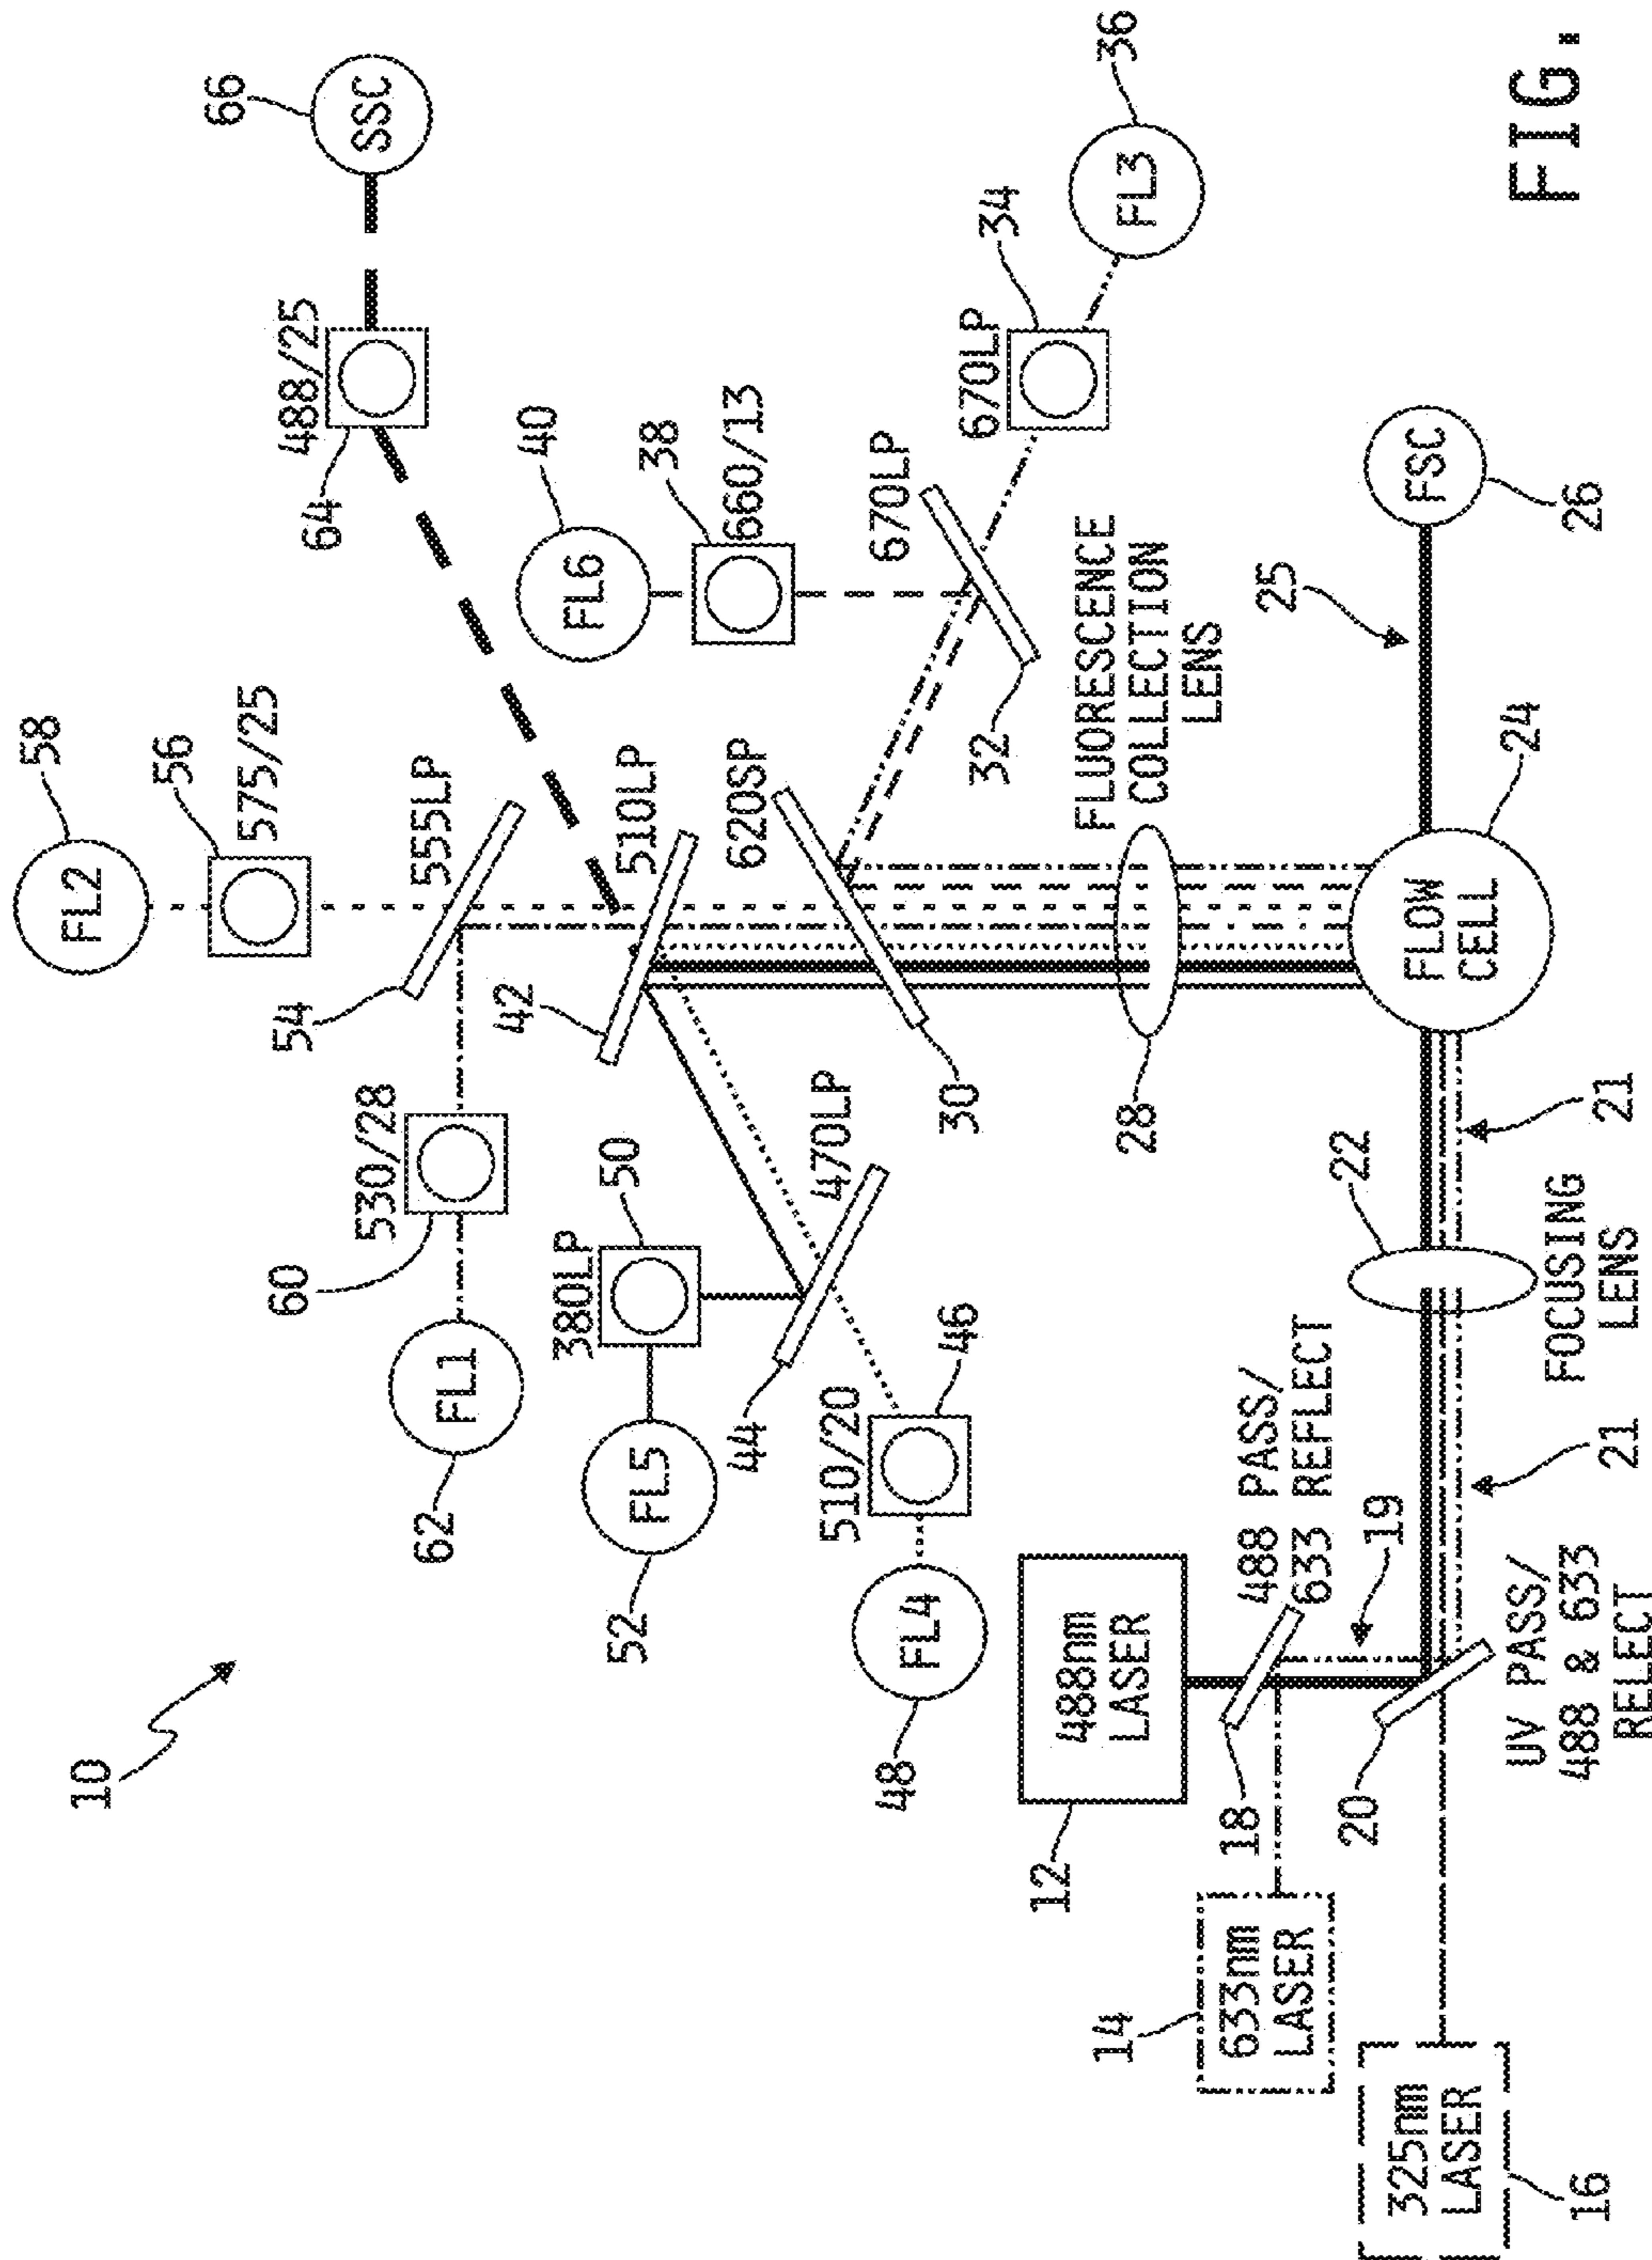 10
58
FL2
56
575/25
555LP
54
530/28
60
FL1
62
66
SSC
488/25
64
40
FL6
38
660/13
42
510LP
620SP
30
380LP
50
FL5
52
470LP
44
510/20
46
FL4
48
670LP
32
670LP
34
FL3
36
FLUORESCENCE
COLLECTION
LENS
28
488nm
LASER
12
18
488 PASS/
633 REFLECT
19
14
633nm
LASER
20
UV PASS/
488 & 633
RELECT
325nm
LASER
16
21
22
FOCUSING
LENS
21
FLOW
CELL
24
25
FSC
26
FIG.